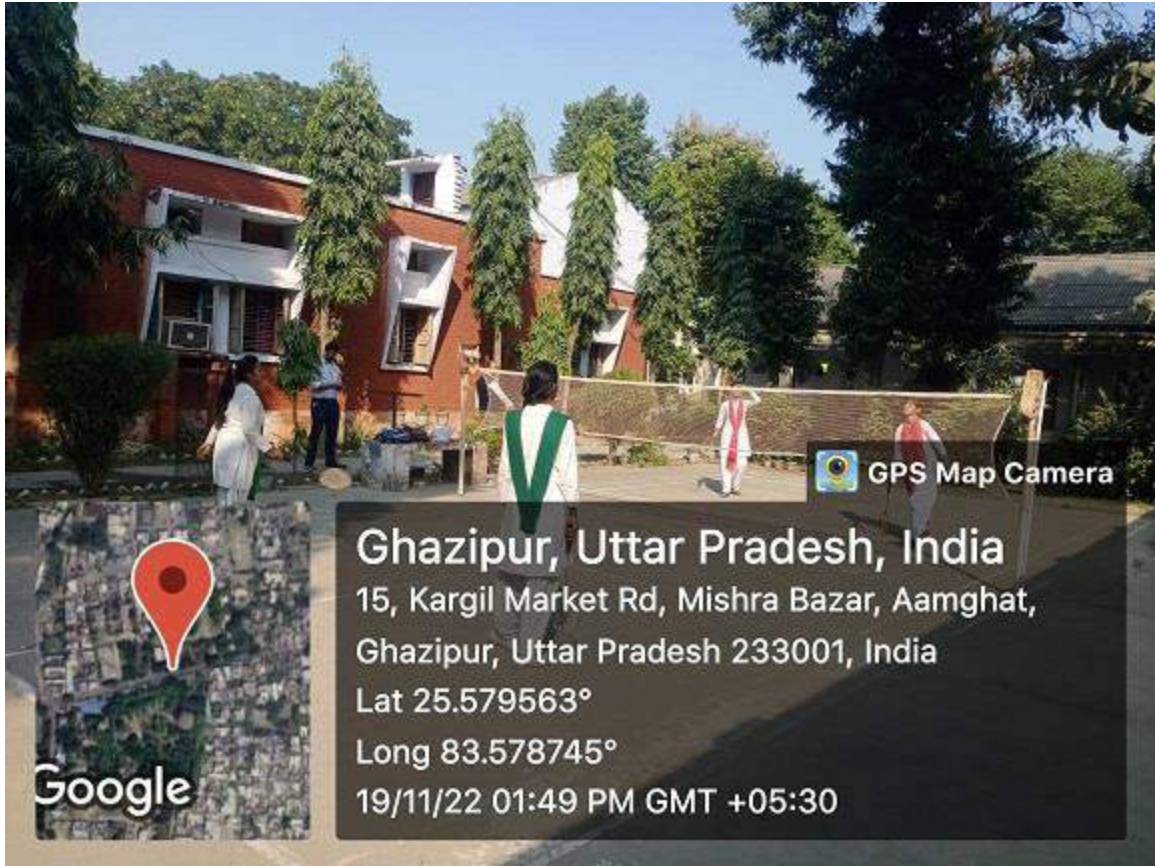 GPS Map Camera
Ghazipur, Uttar Pradesh, India
15, Kargil Market Rd, Mishra Bazar, Aamghat,
Ghazipur, Uttar Pradesh 233001, India
Lat 25.579563°
Long 83.578745°
19/11/22 01:49 PM GMT +05:30
Google